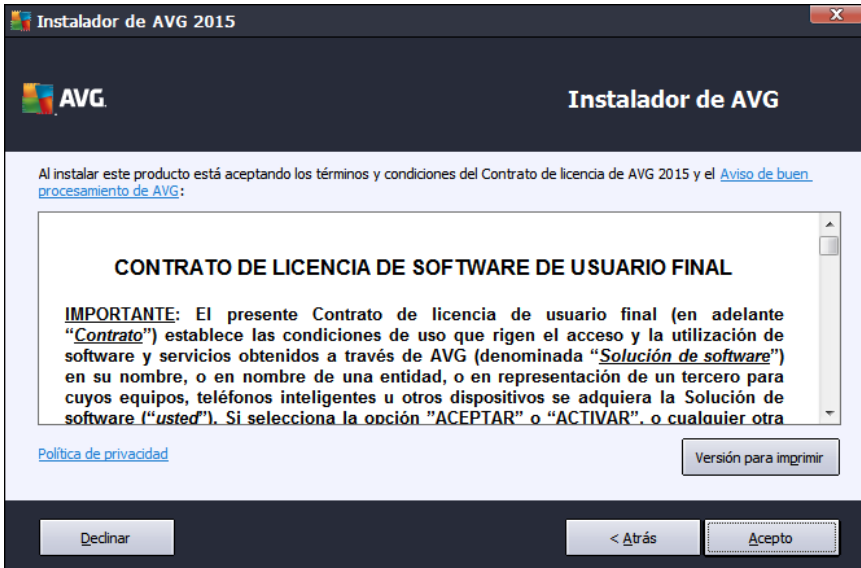 Instalador de AVG 2015
X
AVG.
Instalador de AVG
Al instalar este producto está aceptando los términos y condiciones del Contrato de licencia de AVG 2015 y el Aviso de buen
procesamiento de AVG:
CONTRATO DE LICENCIA DE SOFTWARE DE USUARIO FINAL
IMPORTANTE: El presente Contrato de licencia de usuario final (en adelante
“Contrato”) establece las condiciones de uso que rigen el acceso y la utilización de
software y servicios obtenidos a través de AVG (denominada “Solución de software”)
en su nombre, o en nombre de una entidad, o en representación de un tercero para
cuyos equipos, teléfonos inteligentes u otros dispositivos se adquiera la Solución de
software (“usted”). Si selecciona la opción ”ACEPTAR” o “ACTIVAR”, o cualquier otra
Política de privacidad
Versión para imprimir
Declinar
< Atrás
Acepto